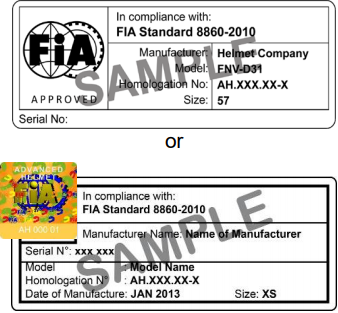 In compliance with:
FIA Standard 8860-2010
FiA
APPROVED
Manufacturer: Helmet Company
Model: FNV-D31
Homologation No: AH.XXX.XX-X
Size: 57
SAMPLE
Serial No:
or
ADVANCED
HELMET
FiA
AH 000 01
In compliance with:
FIA Standard 8860-2010
Manufacturer Name: Name of Manufacturer
Serial N°: xxx xxx
Model : Model Name
Homologation N° : AH.XXX.XX-X
Date of Manufacture: JAN 2013 Size: XS
SAMPLE